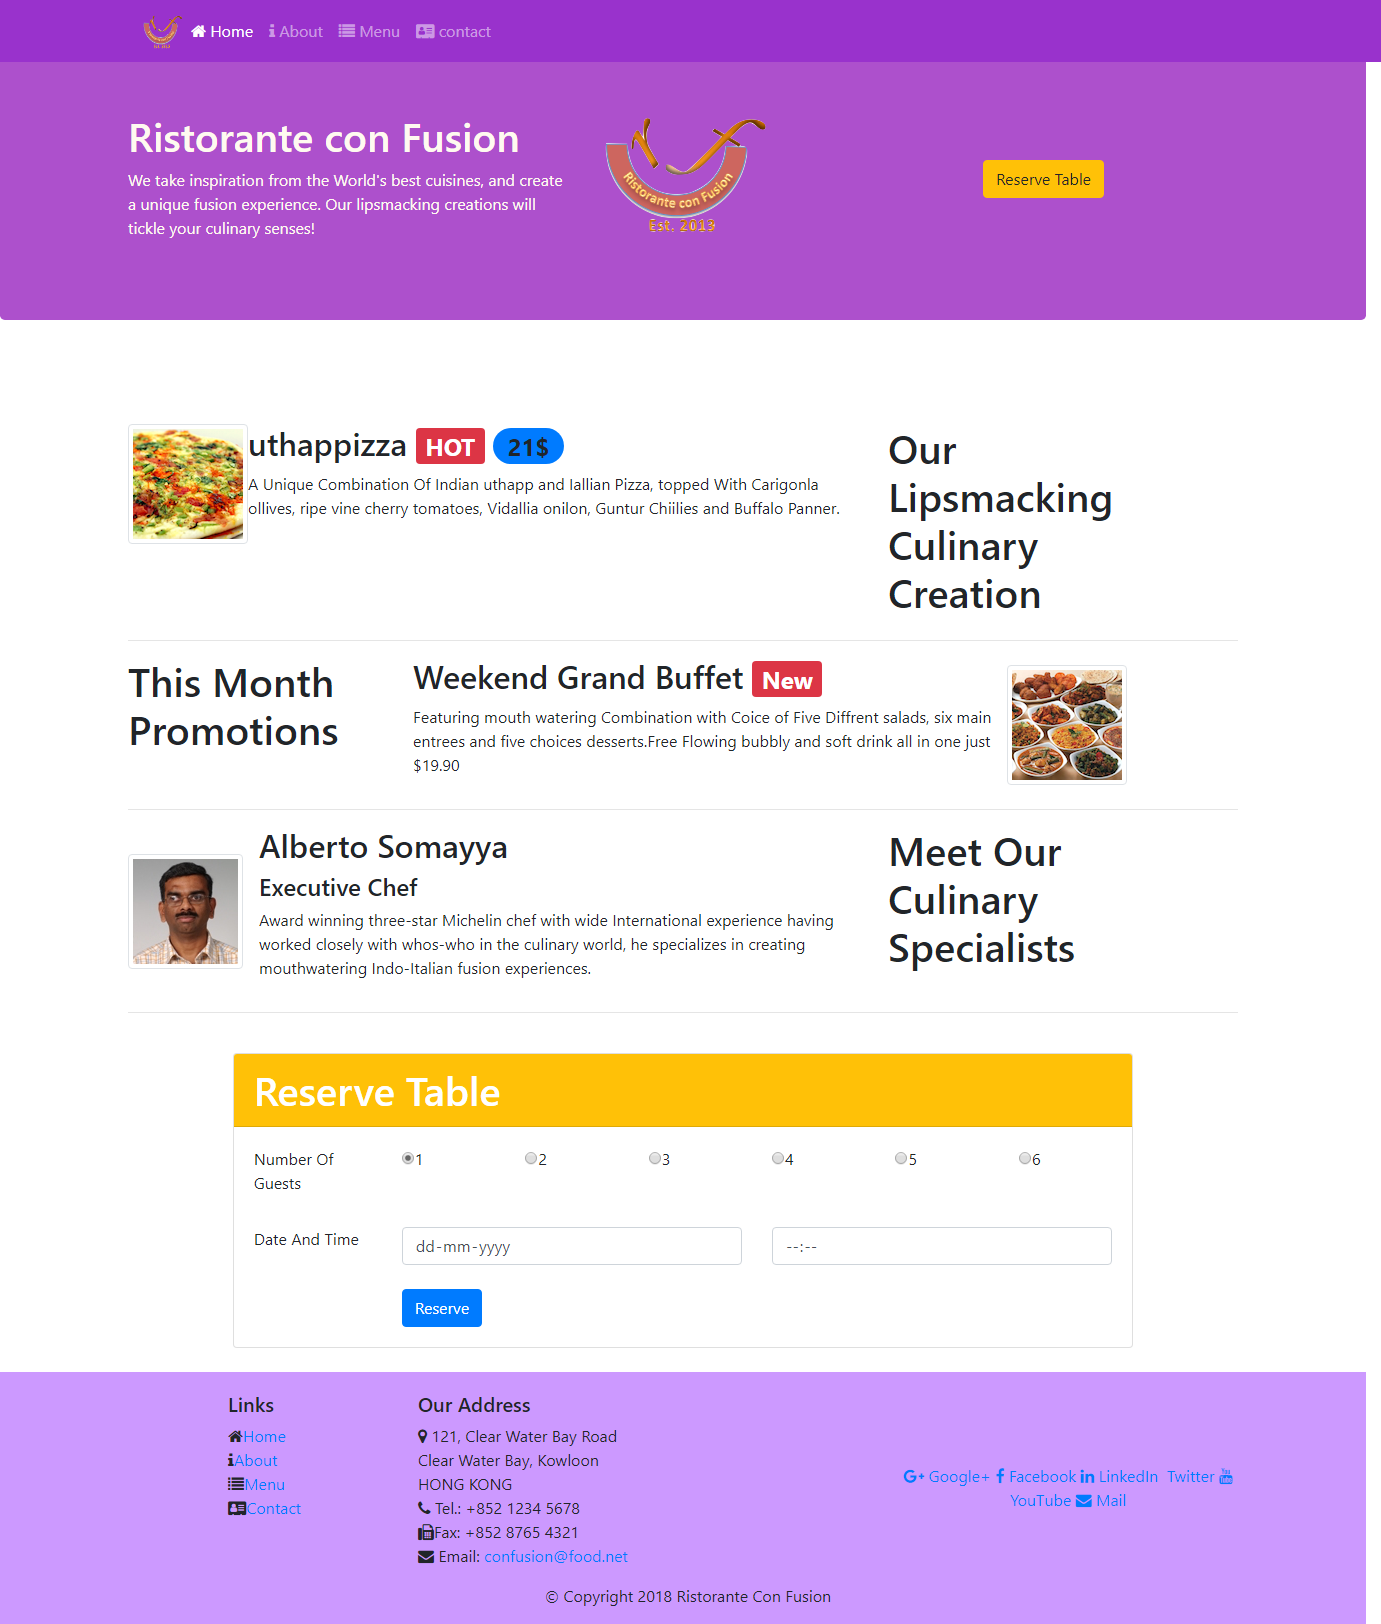 Home About Menu contact
Ristorante con Fusion
We take inspiration from the World's best cuisines, and create
a unique fusion experience. Our lipsmacking creations will
tickle your culinary senses!
Ristorante con Fusion
Est. 2013
Reserve Table
uthappizza HOT 21$
A Unique Combination Of Indian uthapp and Iallian Pizza, topped With Carigonla
ollives, ripe vine cherry tomatoes, Vidallia onilon, Guntur Chiilies and Buffalo Panner.
Our
Lipsmacking
Culinary
Creation
This Month
Promotions
Weekend Grand Buffet New
Featuring mouth watering Combination with Coice of Five Diffrent salads, six main
entrees and five choices desserts.Free Flowing bubbly and soft drink all in one just
$19.90
Alberto Somayya
Executive Chef
Award winning three-star Michelin chef with wide International experience having
worked closely with whos-who in the culinary world, he specializes in creating
mouthwatering Indo-Italian fusion experiences.
Meet Our
Culinary
Specialists
Reserve Table
Number Of
Guests
1 2 3 4 5 6
Date And Time
dd-mm-yyyy
--:--
Reserve
Links
Home
About
Menu
Contact
Our Address
121, Clear Water Bay Road
Clear Water Bay, Kowloon
HONG KONG
Tel.: +852 1234 5678
Fax: +852 8765 4321
Email: confusion@food.net
Google+ Facebook LinkedIn Twitter
YouTube Mail
© Copyright 2018 Ristorante Con Fusion